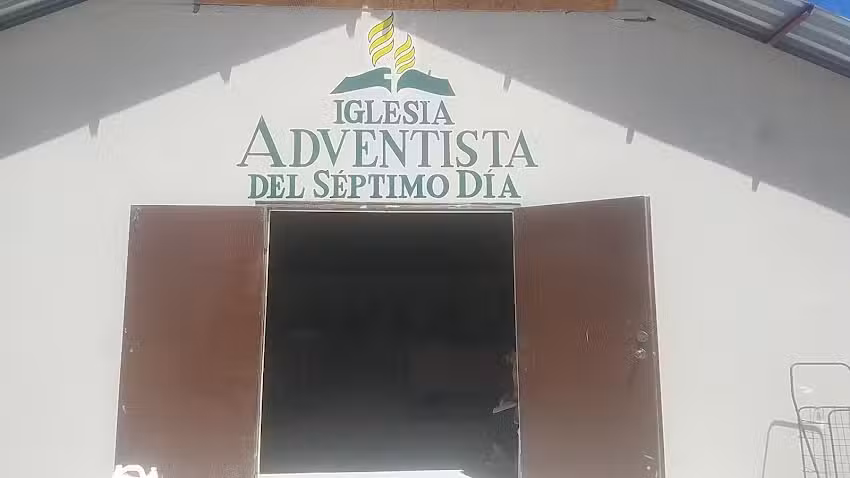 IGLESIA
ADVENTISTA
DEL SÉPTIMO DÍA